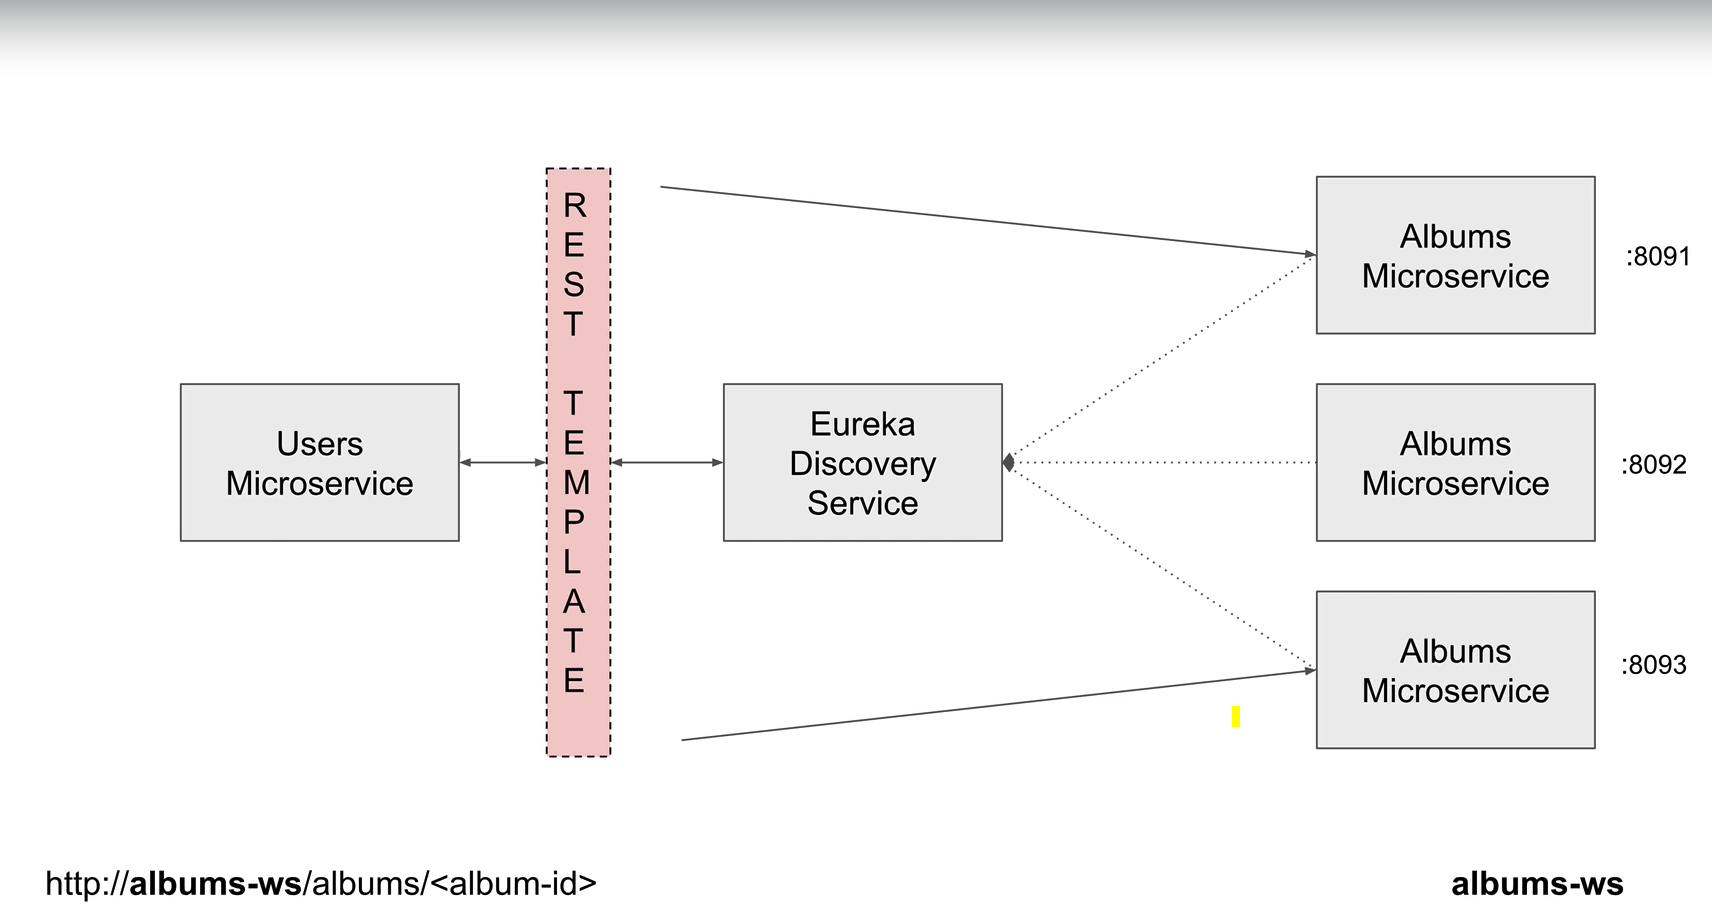 R
E
S
T
T
E
M
P
L
A
T
E
Users
Microservice
Eureka
Discovery
Service
Albums
Microservice
:8091
Albums
Microservice
:8092
Albums
Microservice
:8093
http://albums-ws/albums/<album-id>
albums-ws